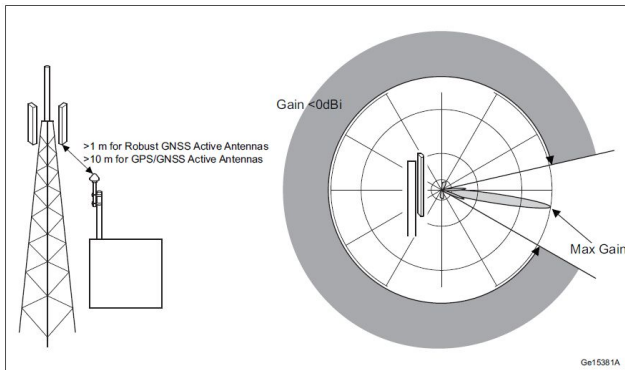 Gain <0dBi
>1 m for Robust GNSS Active Antennas
>10 m for GPS/GNSS Active Antennas
Max Gain
Ge15381A